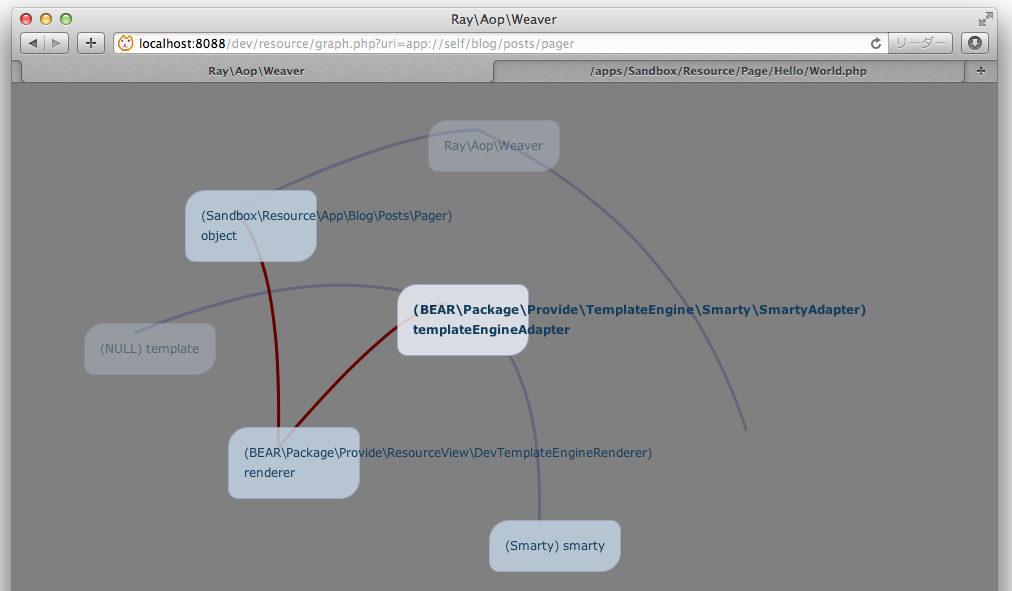 Ray\Aop\Weaver
localhost:8088/dev/resource/graph.php?uri=app://self/blog/posts/pager
リーダー
Ray\Aop\Weaver
/apps/Sandbox/Resource/Page/Hello/World.php
Ray\Aop\Weaver
(Sandbox\Resource\App\Blog\Posts\Pager)
object
(BEAR\Package\Provide\TemplateEngine\Smarty\SmartyAdapter)
templateEngineAdapter
(NULL) template
(BEAR\Package\Provide\ResourceView\DevTemplateEngineRenderer)
renderer
(Smarty) smarty